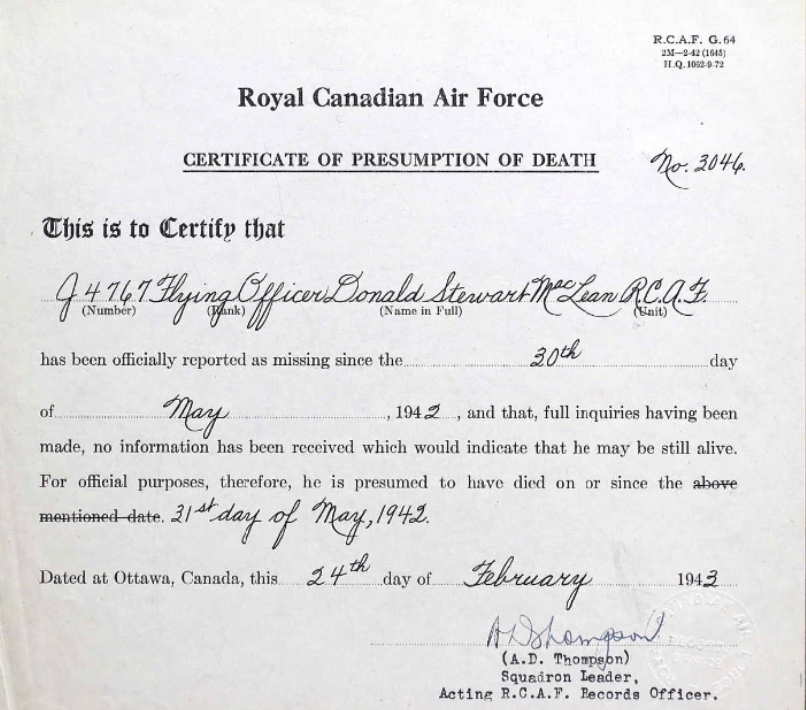 R.C.A.F. G. 64
2M—2-42 (1645)
H.Q. 1062-9-72
Royal Canadian Air Force
CERTIFICATE OF PRESUMPTION OF DEATH No. 3046.
This is to Certify that
J 4767 Flying Officer Donald Stewart MacLean R.C.A.F.
(Number) (Rank) (Name in Full) (Unit)
has been officially reported as missing since the 30th day
of May, 1942, and that, full inquiries having been
made, no information has been received which would indicate that he may be still alive.
For official purposes, therefore, he is presumed to have died on or since the above
mentioned date. 31st day of May, 1942.
Dated at Ottawa, Canada, this 24th day of February 1943
ADThompson
(A.D. Thompson)
Squadron Leader,
Acting R.C.A.F. Records Officer.